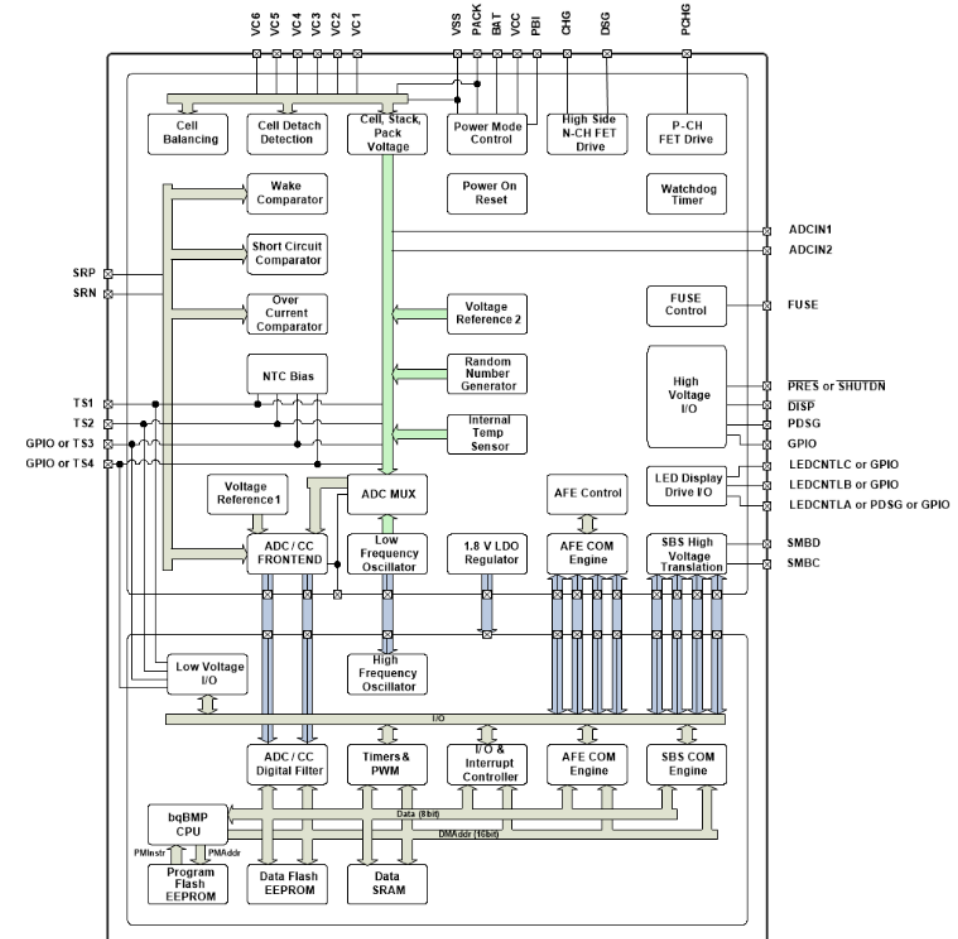 VC6
VC5
VC4
VC3
VC2
VC1
VSS
PACK
BAT
VCC
PBI
CHG
DSG
PCHG
Cell
Balancing
Cell Detach
Detection
Cell, Stack,
Pack
Voltage
Power Mode
Control
High Side
N-CH FET
Drive
P-CH
FET Drive
Wake
Comparator
Power On
Reset
Watchdog
Timer
ADCIN1
ADCIN2
Short Circuit
Comparator
SRP
SRN
Over
Current
Comparator
Voltage
Reference 2
FUSE
Control
FUSE
NTC Bias
Random
Number
Generator
High
Voltage
I/O
PRES or SHUTDN
DISP
PDSG
GPIO
TS1
TS2
GPIO or TS3
GPIO or TS4
Internal
Temp
Sensor
Voltage
Reference 1
ADC MUX
AFE Control
LED Display
Drive I/O
LEDCNTLC or GPIO
LEDCNTLB or GPIO
LEDCNTLA or PDSG or GPIO
ADC / CC
FRONTEND
Low
Frequency
Oscillator
1.8 V LDO
Regulator
AFE COM
Engine
SBS High
Voltage
Translation
SMBD
SMBC
Low Voltage
I/O
High
Frequency
Oscillator
I/O
ADC / CC
Digital Filter
Timers &
PWM
I/O &
Interrupt
Controller
AFE COM
Engine
SBS COM
Engine
bqBMP
CPU
Data (8bit)
DMAddr (16bit)
PMInstr
PMAddr
Program
Flash
EEPROM
Data Flash
EEPROM
Data
SRAM